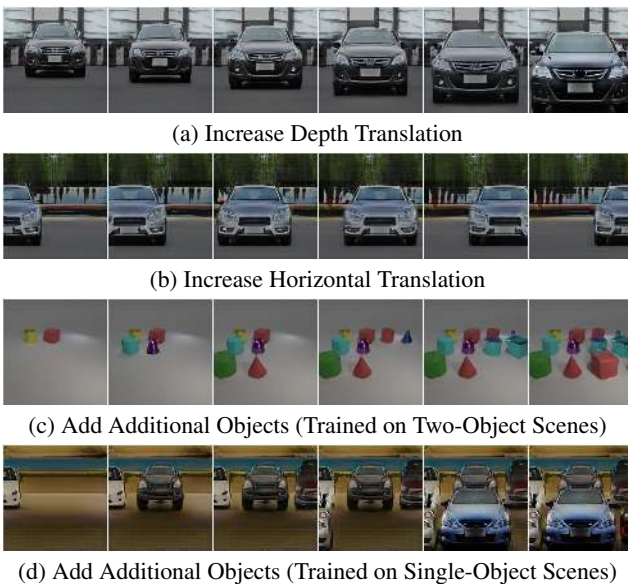 (a) Increase Depth Translation
(b) Increase Horizontal Translation
(c) Add Additional Objects (Trained on Two-Object Scenes)
(d) Add Additional Objects (Trained on Single-Object Scenes)